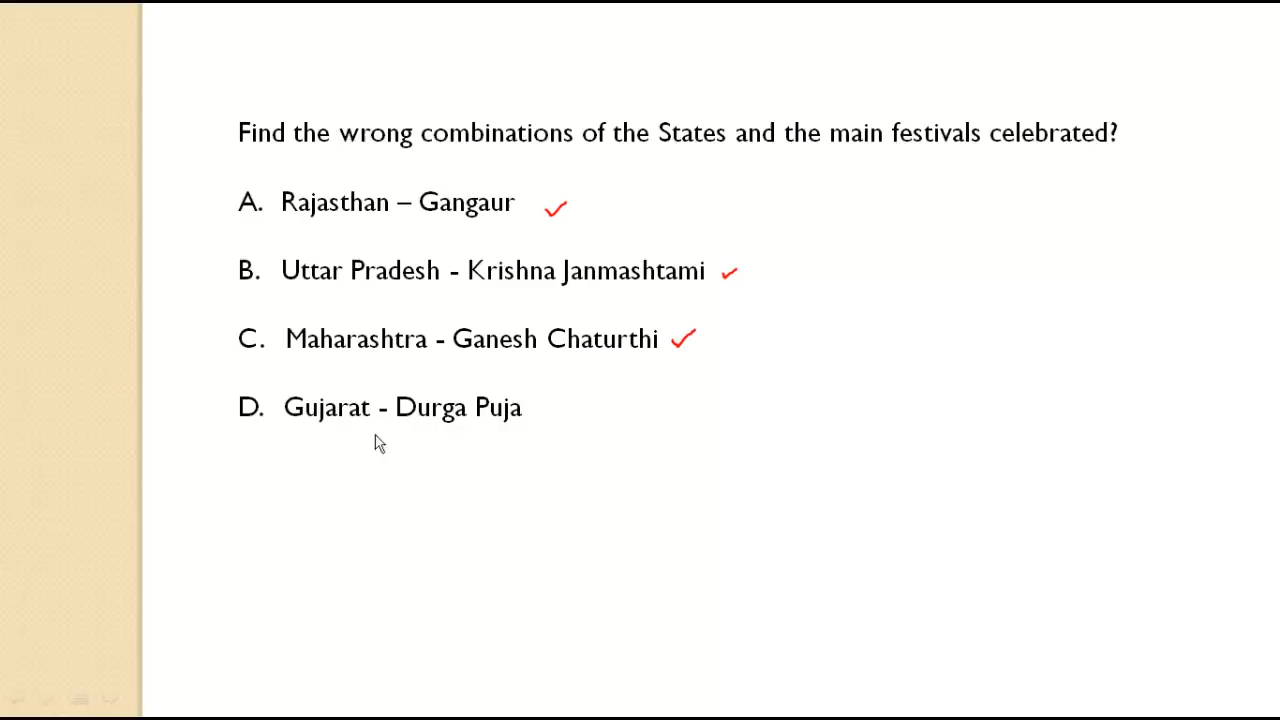 Find the wrong combinations of the States and the main festivals celebrated?
A. Rajasthan – Gangaur
B. Uttar Pradesh - Krishna Janmashtami
C. Maharashtra - Ganesh Chaturthi
D. Gujarat - Durga Puja